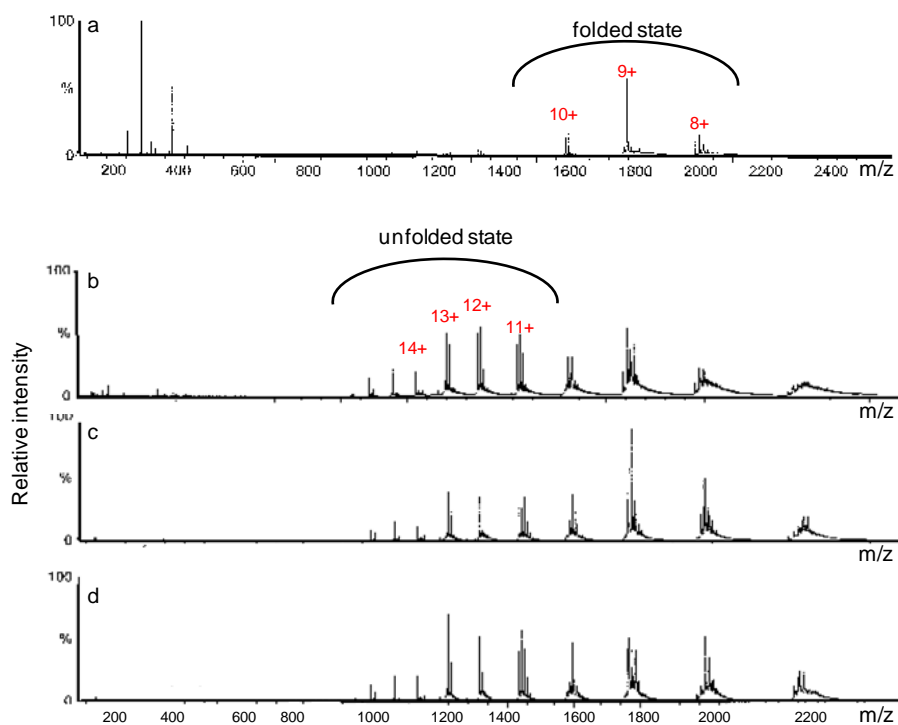 100
a
folded state
%
10+
9+
8+
0
200 400 600 800 1000 1200 1400 1600 1800 2000 2200 2400 m/z
unfolded state
100
b
%
14+
13+
12+
11+
0
m/z
Relative intensity
100
c
%
0
m/z
100
d
%
0
200 400 600 800 1000 1200 1400 1600 1800 2000 2200 m/z